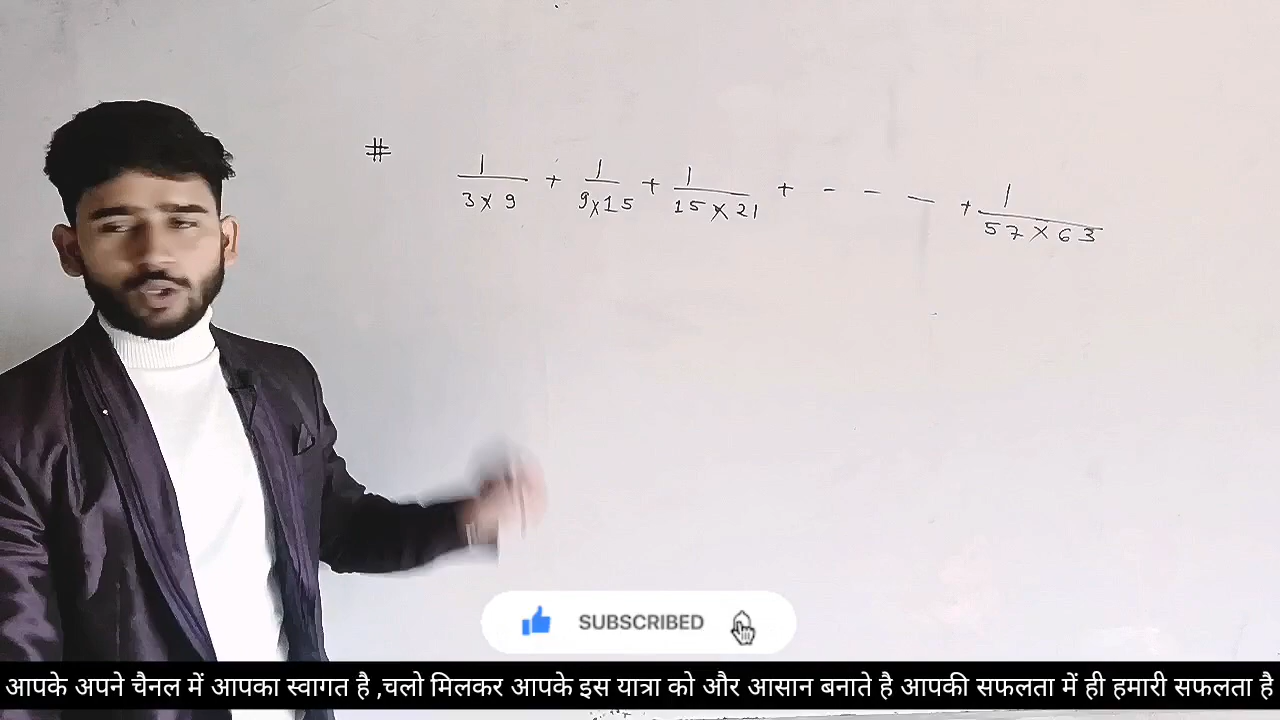 # 1/3×9 + 1/9×15 + 1/15×21 + - - — + 1/57×63
SUBSCRIBED
आपके अपने चैनल में आपका स्वागत है ,चलो मिलकर आपके इस यात्रा को और आसान बनाते है आपकी सफलता में ही हमारी सफलता है